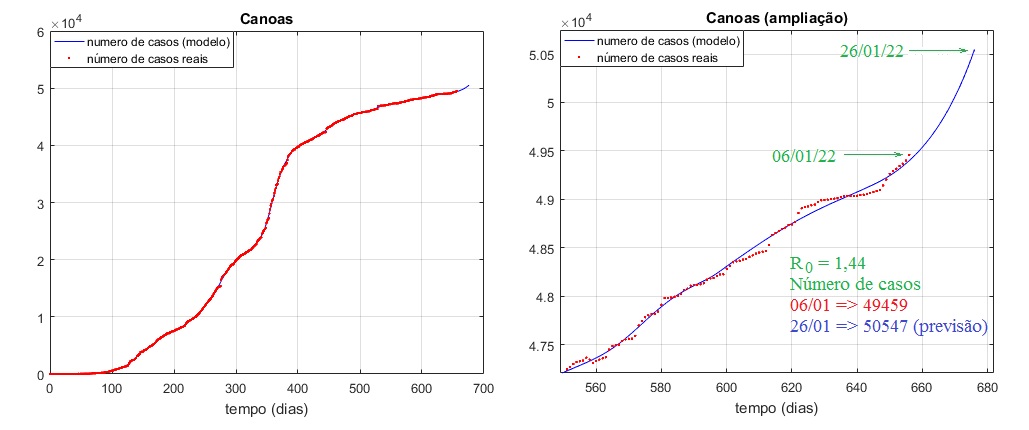 Canoas
×10⁴
numero de casos (modelo)
número de casos reais
6
5
4
3
2
1
0
0 100 200 300 400 500 600 700
tempo (dias)
Canoas (ampliação)
×10⁴
numero de casos (modelo)
número de casos reais
26/01/22
06/01/22
R0 = 1,44
Número de casos
06/01 => 49459
26/01 => 50547 (previsão)
5.05
5
4.95
4.9
4.85
4.8
4.75
560 580 600 620 640 660 680
tempo (dias)